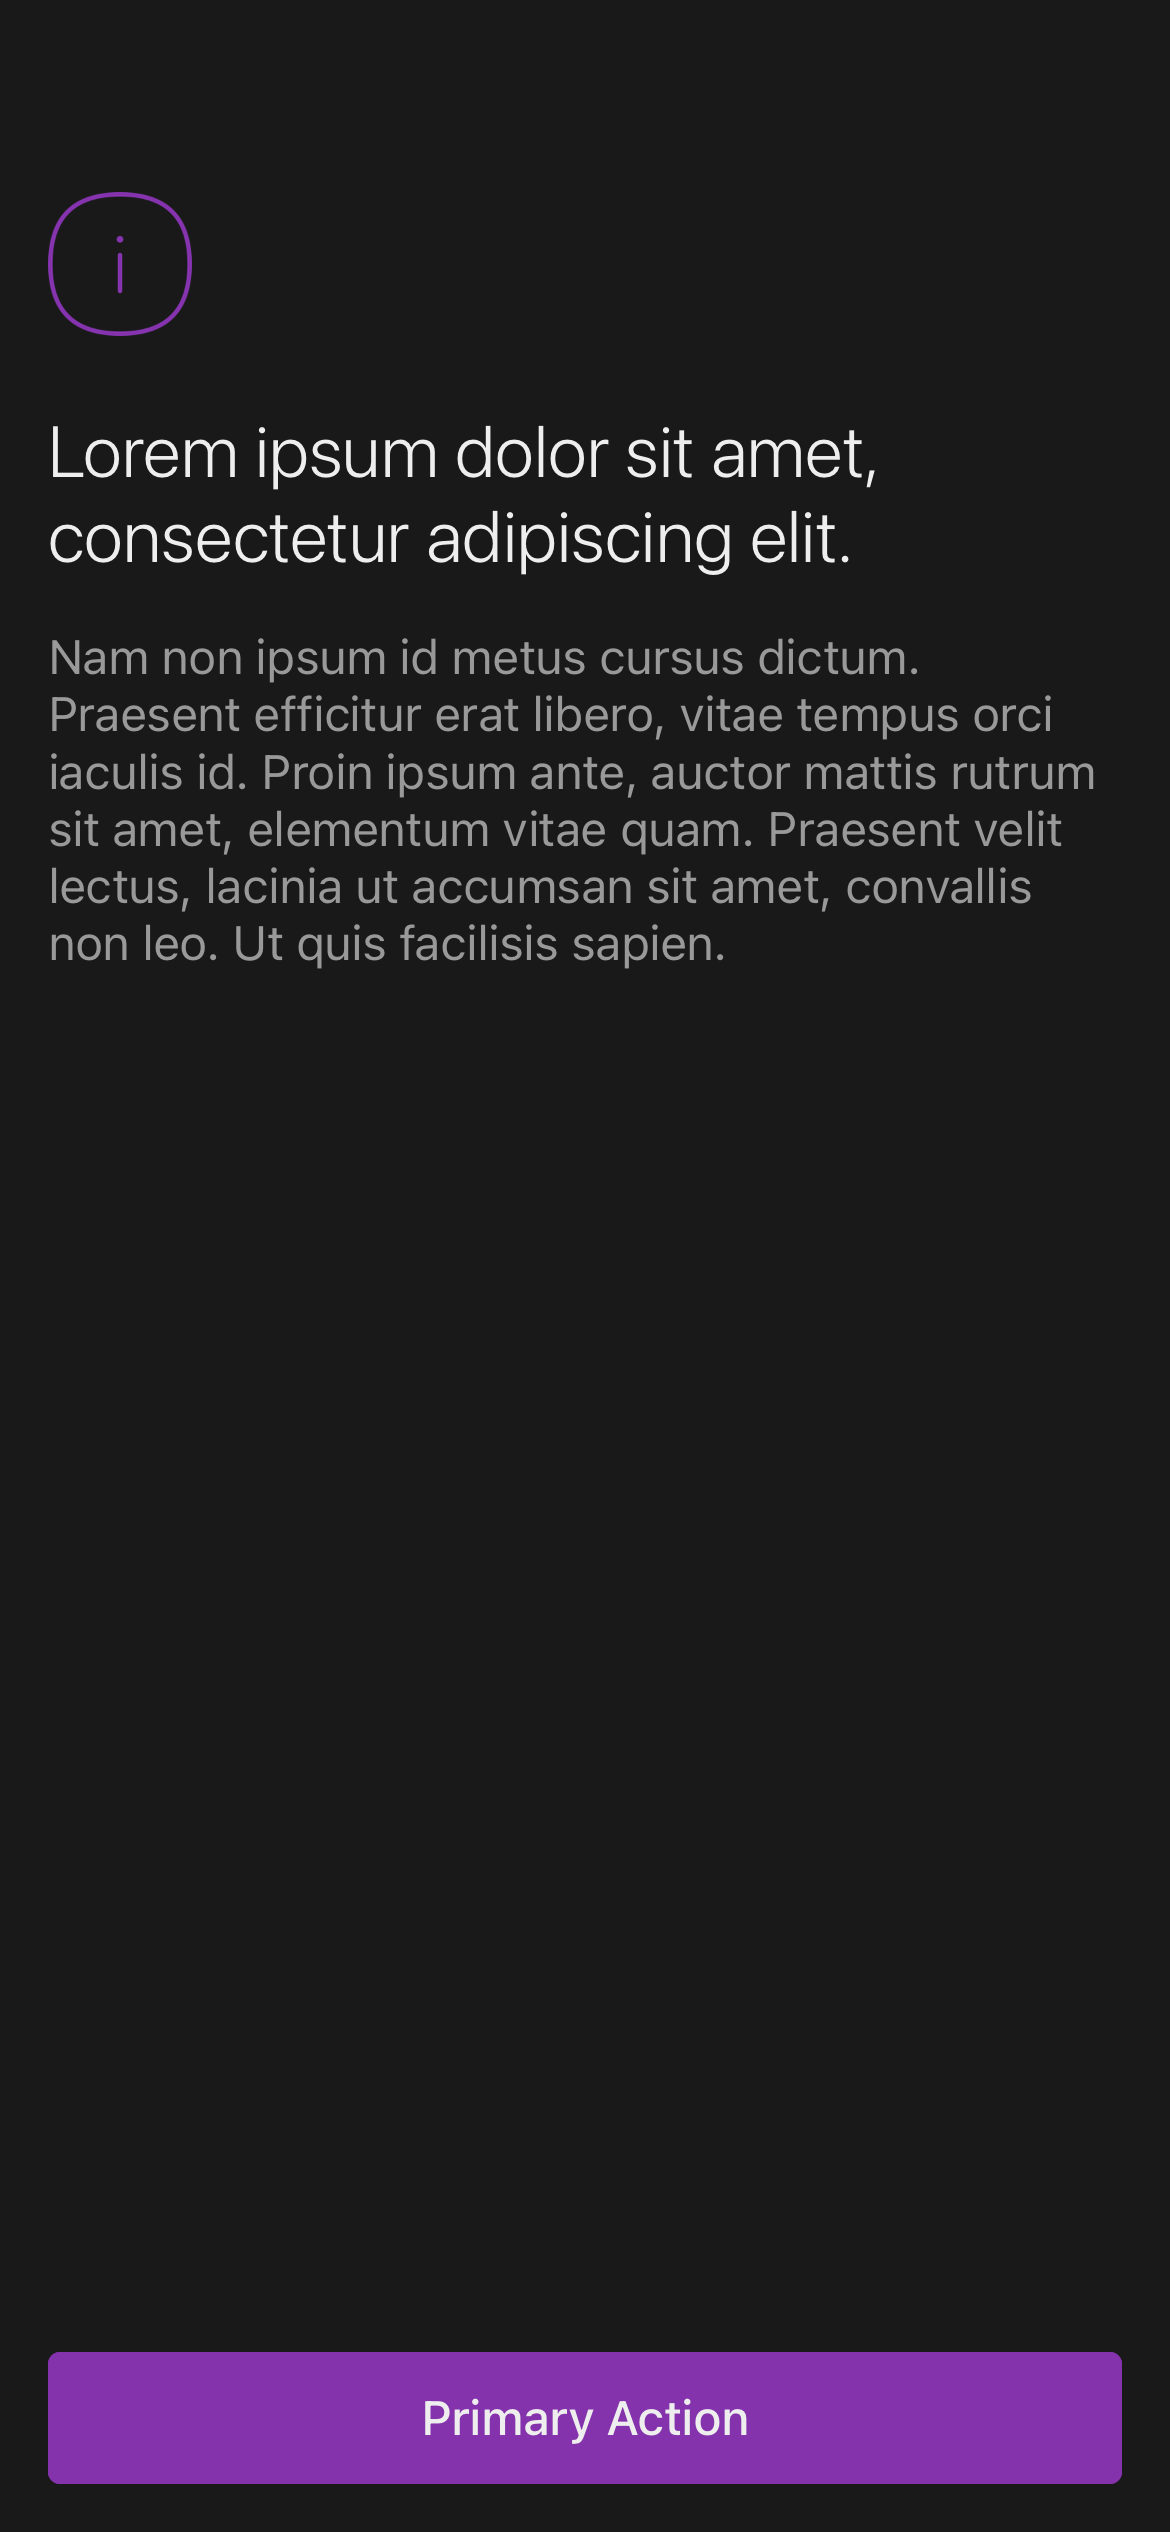 i
Lorem ipsum dolor sit amet,
consectetur adipiscing elit.
Nam non ipsum id metus cursus dictum.
Praesent efficitur erat libero, vitae tempus orci
iaculis id. Proin ipsum ante, auctor mattis rutrum
sit amet, elementum vitae quam. Praesent velit
lectus, lacinia ut accumsan sit amet, convallis
non leo. Ut quis facilisis sapien.
Primary Action